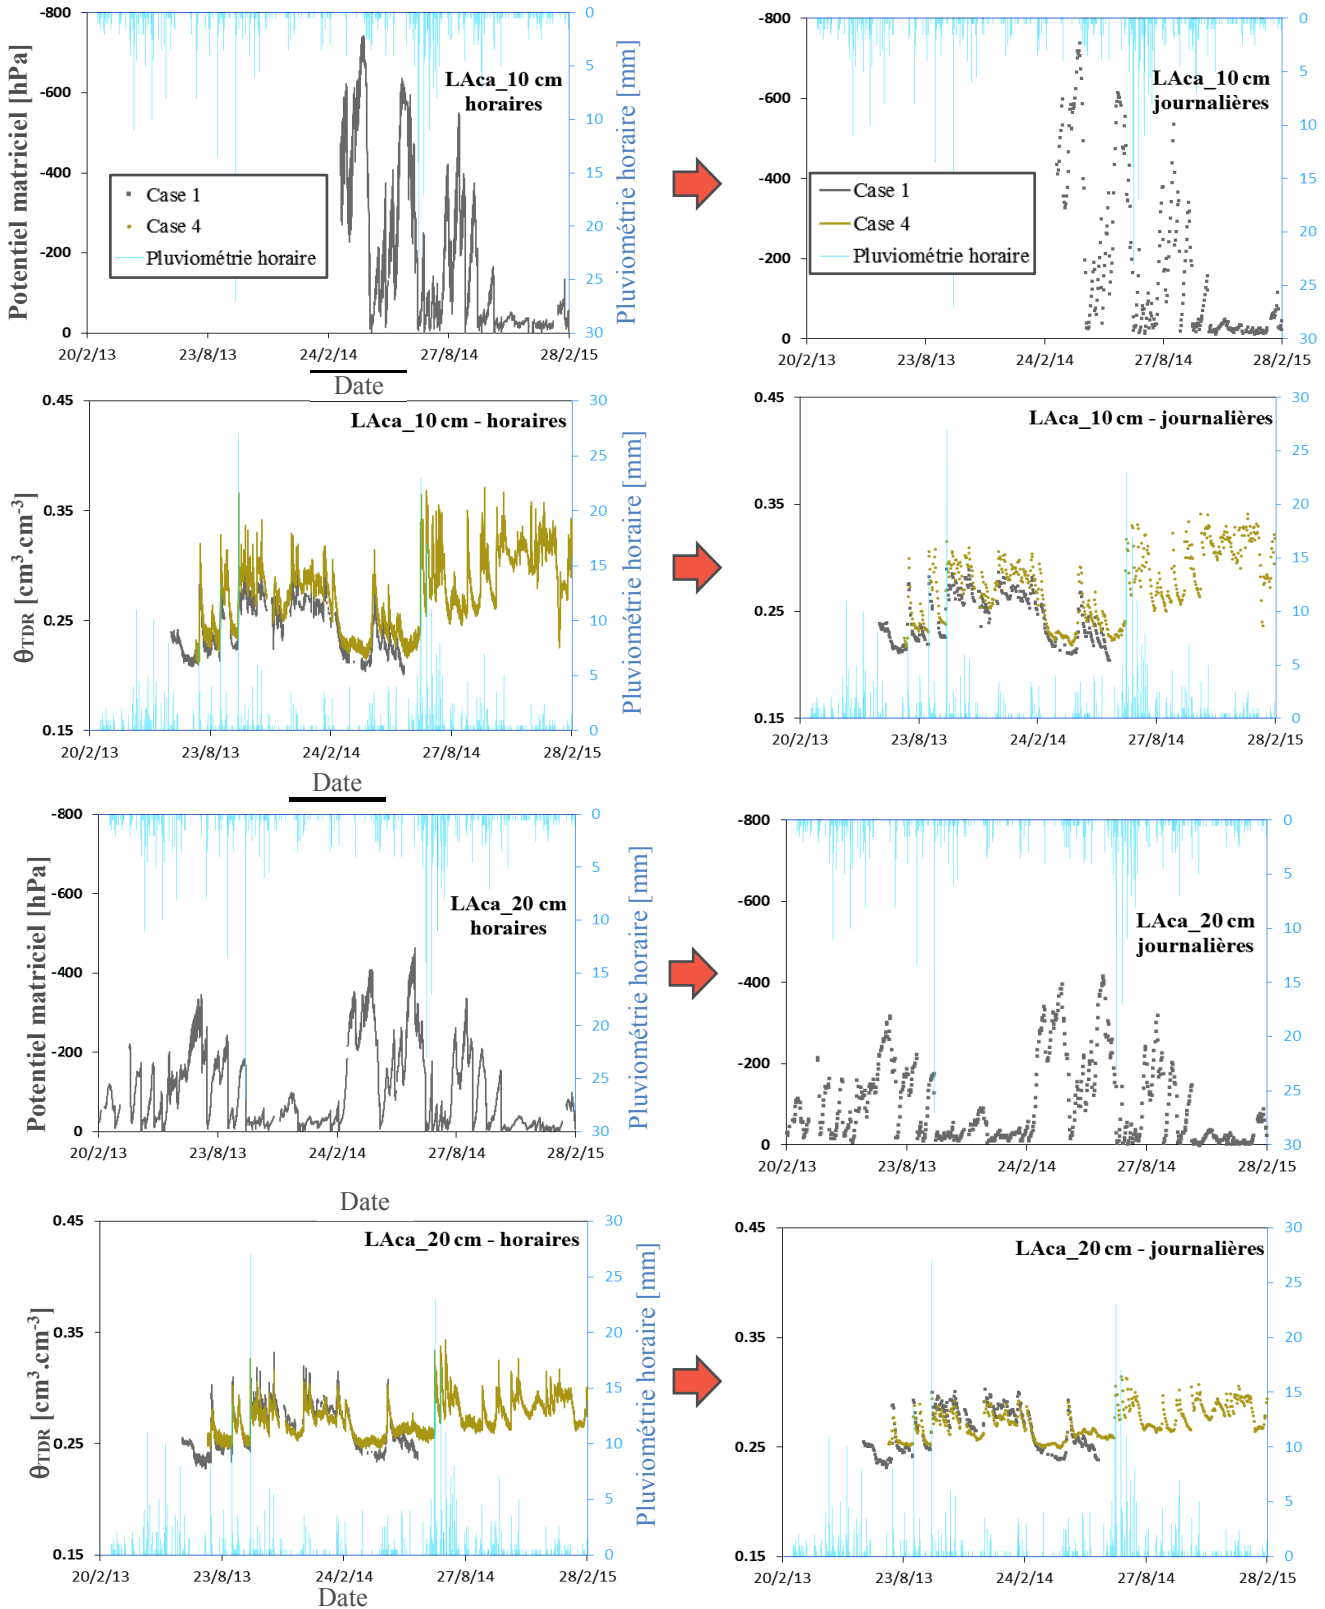 Potentiel matriciel [hPa]
-800
-600
-400
-200
0
LAca_10 cm
horaires
Case 1
Case 4
Pluviométrie horaire
0
5
10
15
20
25
30
Pluviométrie horaire [mm]
20/2/13 23/8/13 24/2/14 27/8/14 28/2/15
Date
-800
-600
-400
-200
0
LAca_10 cm
journalières
Case 1
Case 4
Pluviométrie horaire
0
5
10
15
20
25
30
20/2/13 23/8/13 24/2/14 27/8/14 28/2/15
θTDR [cm³.cm-³]
0.45
0.35
0.25
0.15
LAca_10 cm - horaires
30
25
20
15
10
5
0
Pluviométrie horaire [mm]
20/2/13 23/8/13 24/2/14 27/8/14 28/2/15
Date
0.45
0.35
0.25
0.15
LAca_10 cm - journalières
30
25
20
15
10
5
0
20/2/13 23/8/13 24/2/14 27/8/14 28/2/15
Potentiel matriciel [hPa]
-800
-600
-400
-200
0
LAca_20 cm
horaires
0
5
10
15
20
25
30
Pluviométrie horaire [mm]
20/2/13 23/8/13 24/2/14 27/8/14 28/2/15
Date
-800
-600
-400
-200
0
LAca_20 cm
journalières
0
5
10
15
20
25
30
20/2/13 23/8/13 24/2/14 27/8/14 28/2/15
θTDR [cm³.cm-³]
0.45
0.35
0.25
0.15
LAca_20 cm - horaires
30
25
20
15
10
5
0
Pluviométrie horaire [mm]
20/2/13 23/8/13 24/2/14 27/8/14 28/2/15
Date
0.45
0.35
0.25
0.15
LAca_20 cm - journalières
30
25
20
15
10
5
0
20/2/13 23/8/13 24/2/14 27/8/14 28/2/15